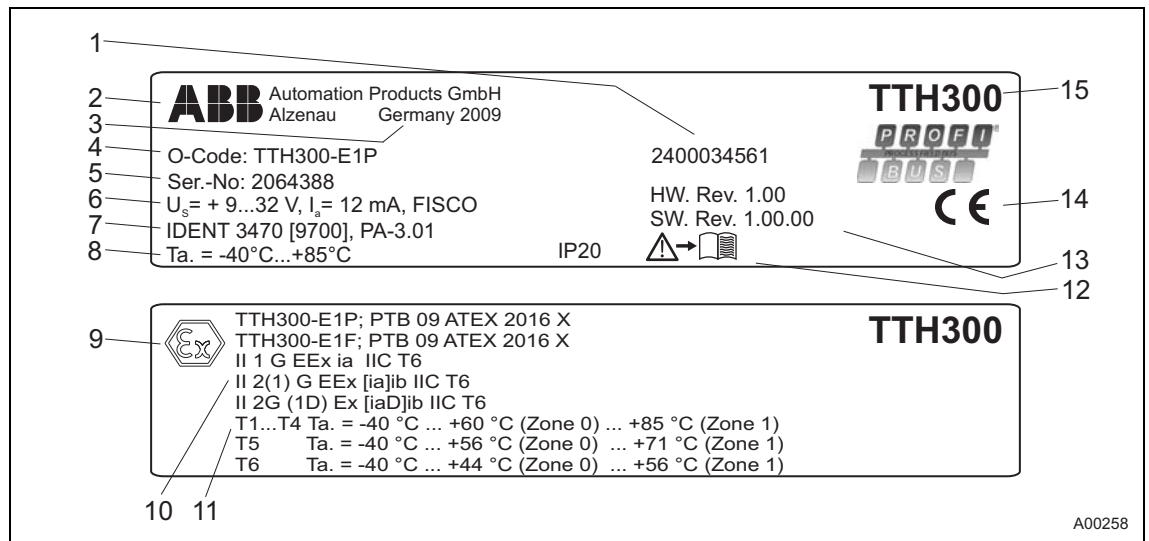 1
2
3
4
5
6
7
8
ABB Automation Products GmbH
Alzenau Germany 2009
O-Code: TTH300-E1P
Ser.-No: 2064388
Us= + 9...32 V, Ia= 12 mA, FISCO
IDENT 3470 [9700], PA-3.01
Ta. = -40°C...+85°C
IP20
2400034561
HW. Rev. 1.00
SW. Rev. 1.00.00
TTH300
PROFI®
PROCESS FIELD BUS
BUS
CE
15
14
13
12
9
Ex
TTH300-E1P; PTB 09 ATEX 2016 X
TTH300-E1F; PTB 09 ATEX 2016 X
II 1 G EEx ia IIC T6
II 2(1) G EEx [ia]ib IIC T6
II 2G (1D) Ex [iaD]ib IIC T6
T1...T4 Ta. = -40 °C ... +60 °C (Zone 0) ... +85 °C (Zone 1)
T5 Ta. = -40 °C ... +56 °C (Zone 0) ... +71 °C (Zone 1)
T6 Ta. = -40 °C ... +44 °C (Zone 0) ... +56 °C (Zone 1)
TTH300
10 11
A00258